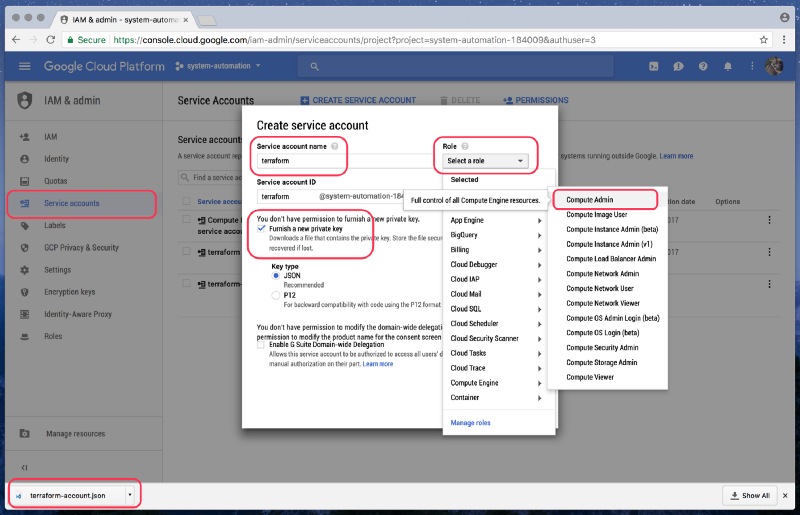 IAM & admin - system-automa
Secure
https://console.cloud.google.com/iam-admin/serviceaccounts/project?project=system-automation-184009&authuser=3
Google Cloud Platform
system-automation
IAM & admin
Service Accounts
CREATE SERVICE ACCOUNT
DELETE
PERMISSIONS
IAM
Identity
Quotas
Service accounts
Labels
GCP Privacy & Security
Settings
Encryption keys
Identity-Aware Proxy
Roles
Manage resources
Service accounts
A service account rep
systems running outside Google. Learn more
Find a service a
Service accou
ation date
Options
Compute
service account
017
terraform
terraform-
017
Create service account
Service account name
terraform
Role
Select a role
Service account ID
terraform
@system-automation-184
You don't have permission to furnish a new private key.
Furnish a new private key
Downloads a file that contains the private key. Store the file secur
recovered if lost.
Key type
JSON
Recommended
P12
For backward compatibility with code using the P12 format
You don't have permission to modify the domain-wide delegatio
permission to modify the product name for the consent screen
Enable G Suite Domain-wide Delegation
Allows this service account to be authorized to access all users' d
manual authorization on their part. Learn more
Selected
Full control of all Compute Engine resources.
App Engine
BigQuery
Billing
Cloud Debugger
Cloud IAP
Cloud Mail
Cloud SQL
Cloud Scheduler
Cloud Security Scanner
Cloud Tasks
Cloud Trace
Compute Engine
Container
Manage roles
Compute Admin
Compute Image User
Compute Instance Admin (beta)
Compute Instance Admin (v1)
Compute Load Balancer Admin
Compute Network Admin
Compute Network User
Compute Network Viewer
Compute OS Admin Login (beta)
Compute OS Login (beta)
Compute Security Admin
Compute Storage Admin
Compute Viewer
terraform-account.json
Show All